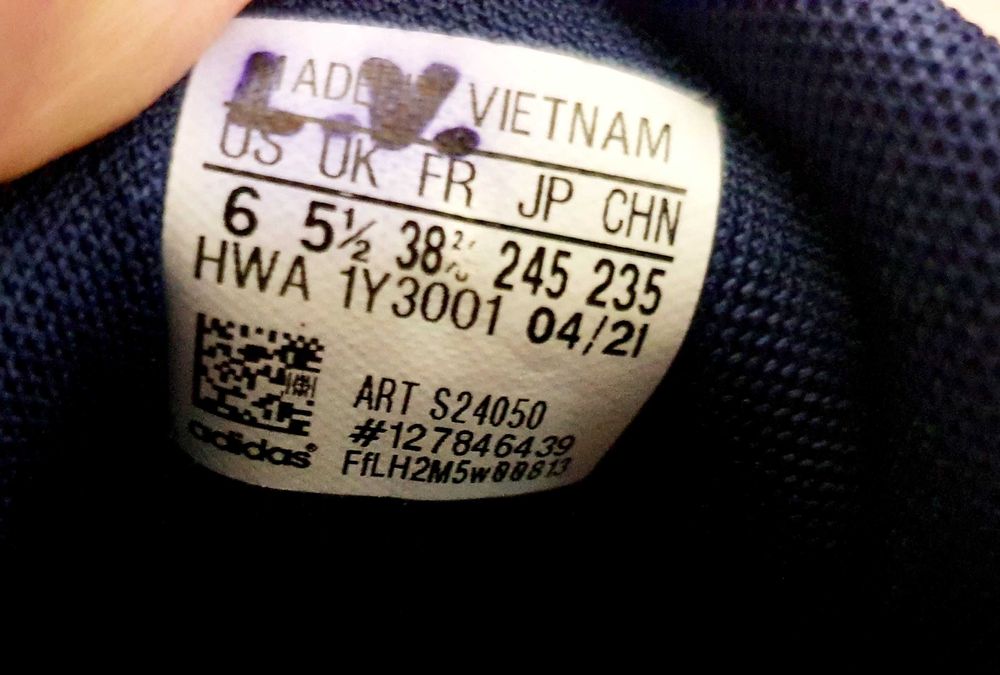 MADE IN VIETNAM
L.V.
US UK FR JP CHN
6 5½ 38⅔ 245 235
HWA 1Y3001 04/21
ART S24050
#127846439
FfLH2M5w00813
adidas®